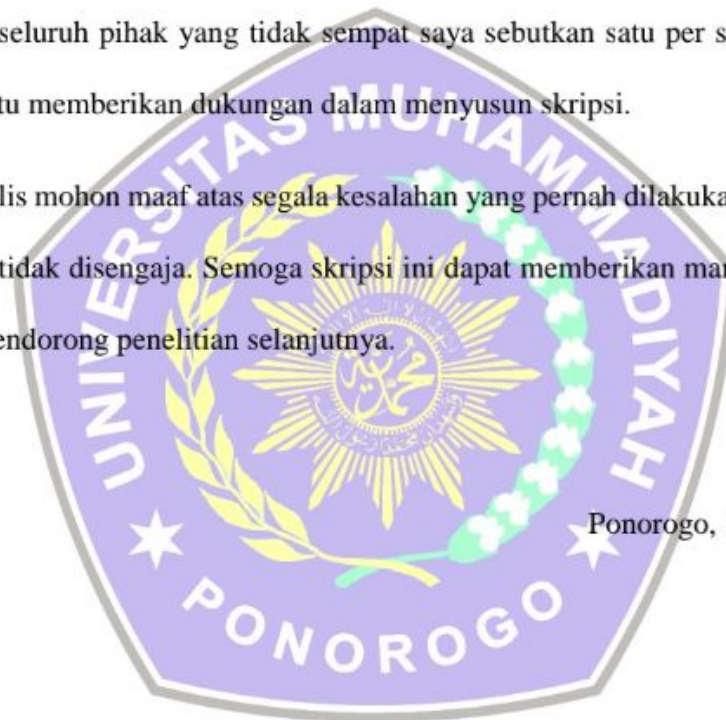 seluruh pihak yang tidak sempat saya sebutkan satu per s
tu memberikan dukungan dalam menyusun skripsi.
lis mohon maaf atas segala kesalahan yang pernah dilakuka
tidak disengaja. Semoga skripsi ini dapat memberikan ma
endorong penelitian selanjutnya.
Ponorogo,
UNIVERSITAS MUHAMMADIYAH
PONOROGO
محمدية